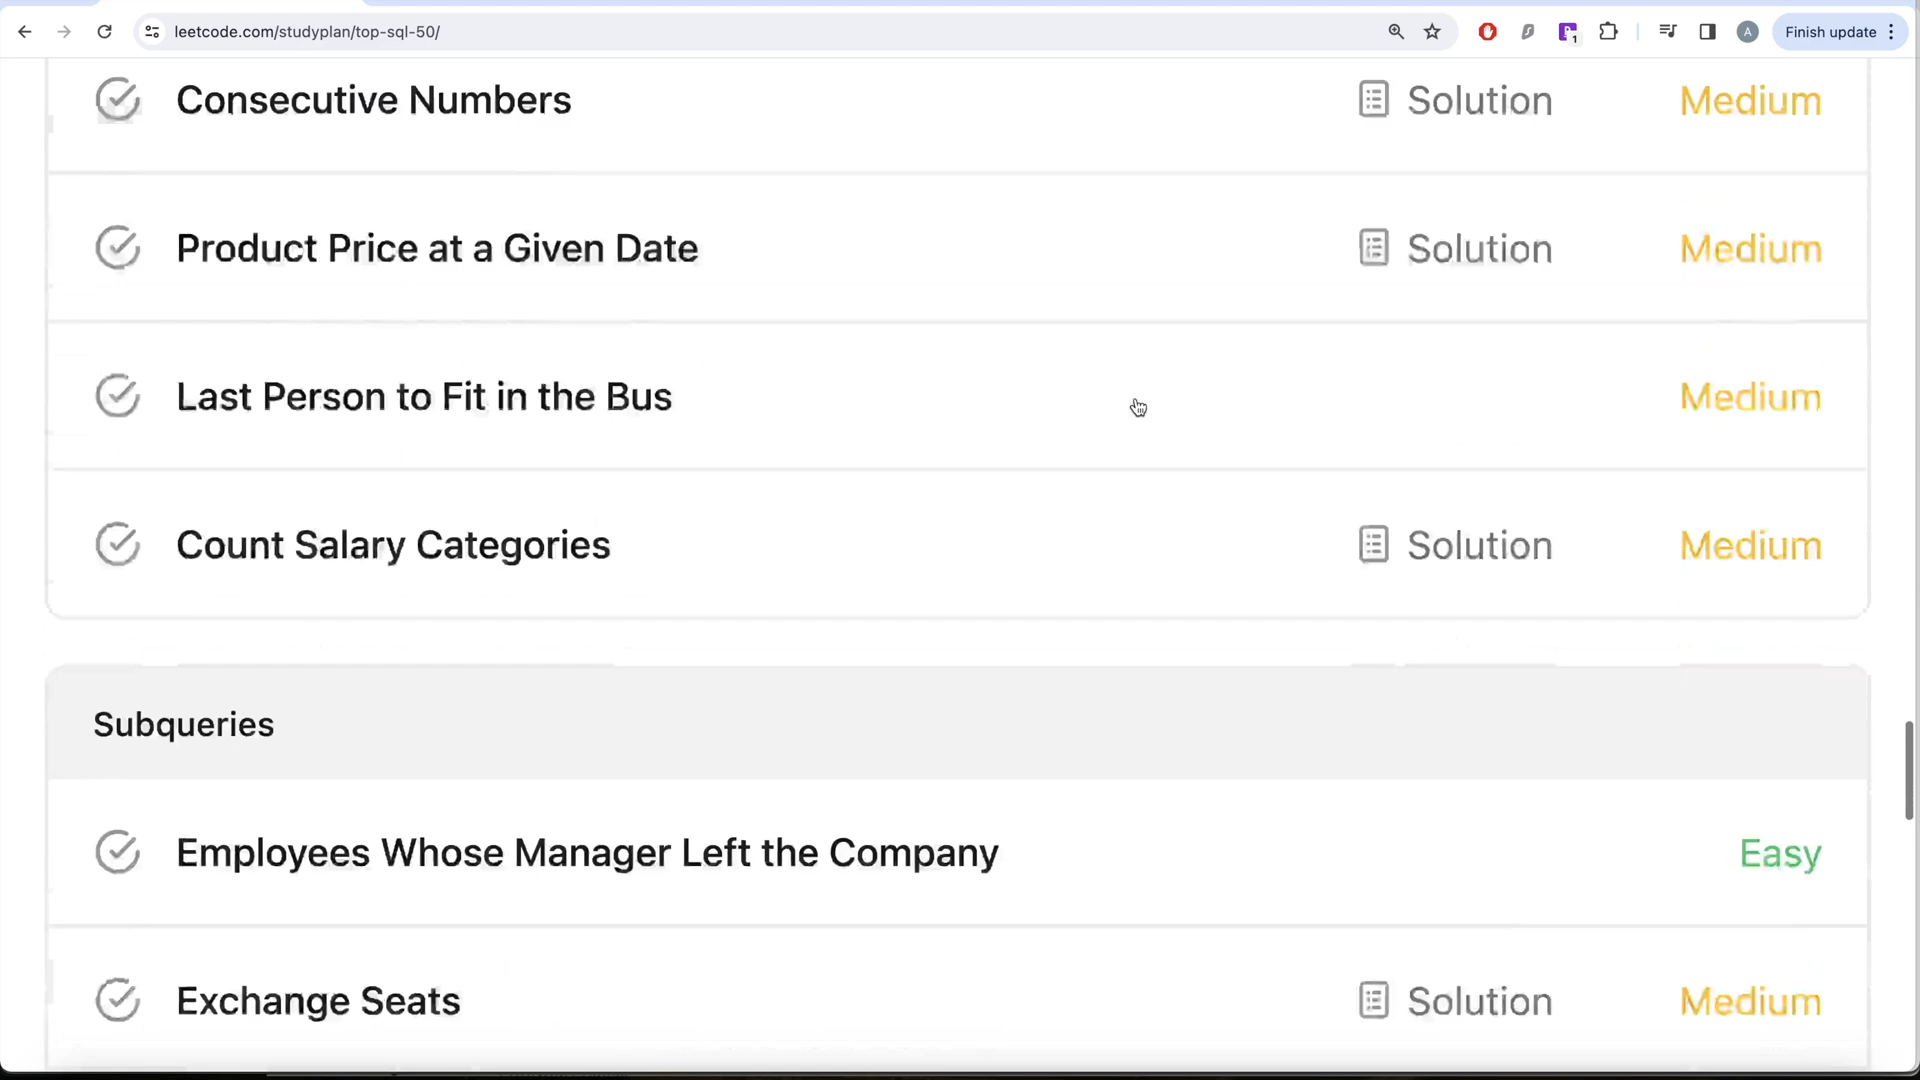 leetcode.com/studyplan/top-sql-50/
1
A
Finish update
Consecutive Numbers Solution Medium
Product Price at a Given Date Solution Medium
Last Person to Fit in the Bus Medium
Count Salary Categories Solution Medium
Subqueries
Employees Whose Manager Left the Company Easy
Exchange Seats Solution Medium